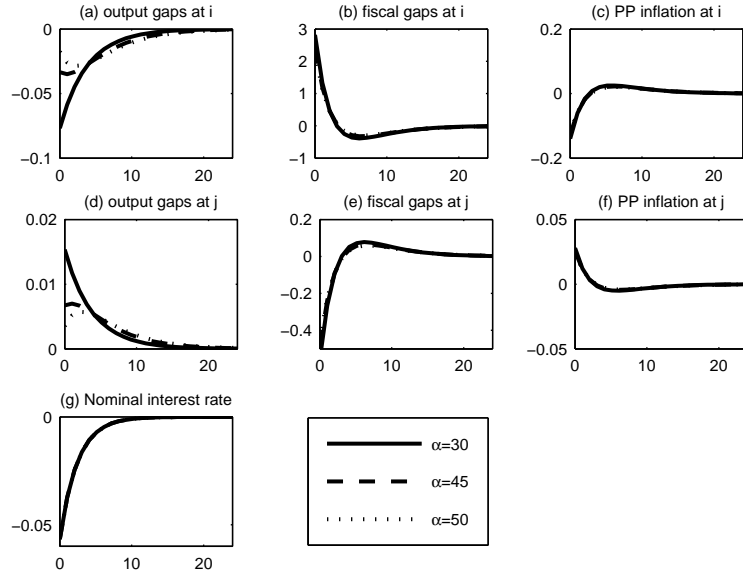 (a) output gaps at i
0
−0.05
−0.1
0 10 20
(b) fiscal gaps at i
3
2
1
0
−1
0 10 20
(c) PP inflation at i
0.2
0
−0.2
0 10 20
(d) output gaps at j
0.02
0.01
0
0 10 20
(e) fiscal gaps at j
0.2
0
−0.2
−0.4
0 10 20
(f) PP inflation at j
0.05
0
−0.05
0 10 20
(g) Nominal interest rate
0
−0.05
0 10 20
α=30
α=45
α=50